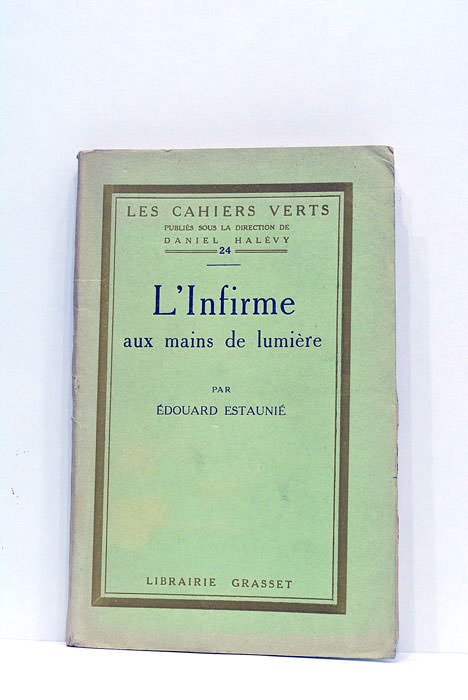 LES CAHIERS VERTS
PUBLIÉS SOUS LA DIRECTION DE
DANIEL HALÉVY
24
L'Infirme
aux mains de lumière
PAR
ÉDOUARD ESTAUNIÉ
LIBRAIRIE GRASSET